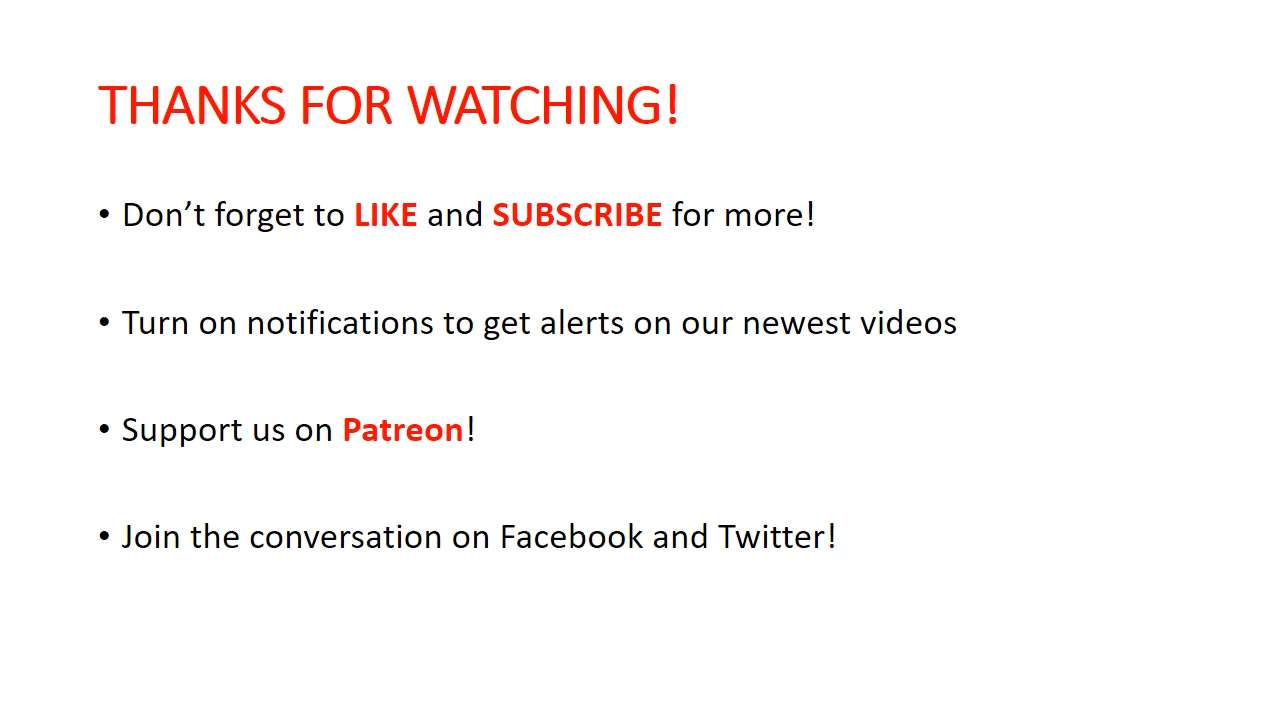 THANKS FOR WATCHING!
• Don’t forget to LIKE and SUBSCRIBE for more!
• Turn on notifications to get alerts on our newest videos
• Support us on Patreon!
• Join the conversation on Facebook and Twitter!